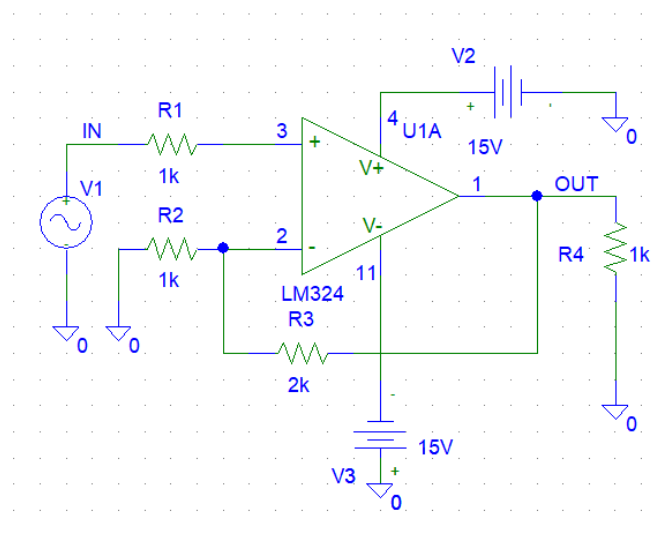 V2
+
-
15V
0
R1
IN
1k
V1
+
-
3
+
4
U1A
V+
1
OUT
R2
1k
2
-
V-
11
LM324
R4
1k
0
0
R3
2k
0
-
15V
V3
+
0